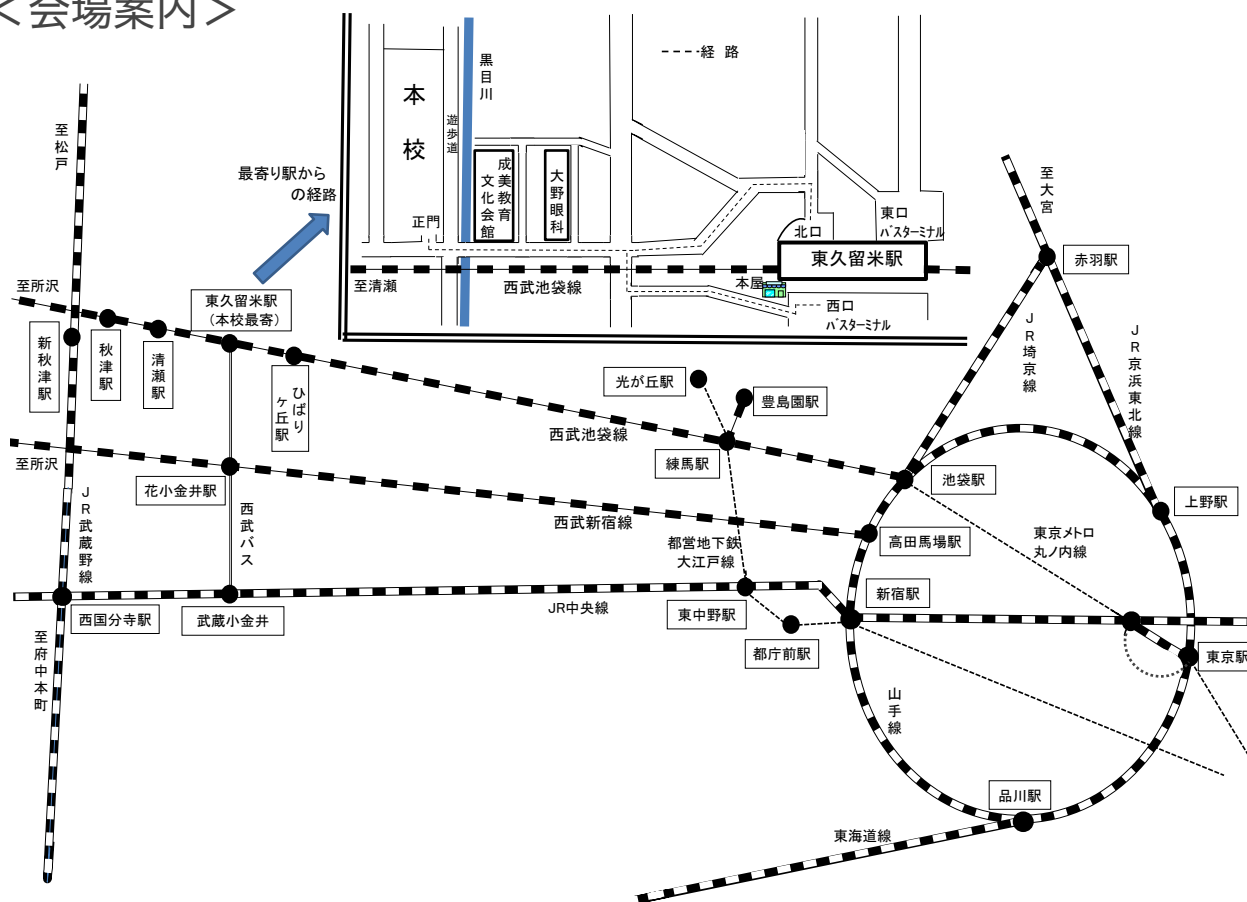 ＜会場案内＞
----経 路
黒目川
本校
遊歩道
成美教育
文化会館
大野眼科
正門
北口
東口
バスターミナル
東久留米駅
至清瀬
西武池袋線
本屋
西口
バスターミナル
最寄り駅から
の経路
至松戸
至大宮
赤羽駅
至所沢
東久留米駅
（本校最寄）
新秋津駅
秋津駅
清瀬駅
ひばり
ヶ丘駅
光が丘駅
豊島園駅
JR埼京線
JR京浜東北線
西武池袋線
練馬駅
池袋駅
至所沢
花小金井駅
上野駅
JR武蔵野線
西武バス
西武新宿線
都営地下鉄
大江戸線
高田馬場駅
東京メトロ
丸ノ内線
新宿駅
西国分寺駅
武蔵小金井
JR中央線
東中野駅
都庁前駅
東京駅
至府中本町
山手線
品川駅
東海道線